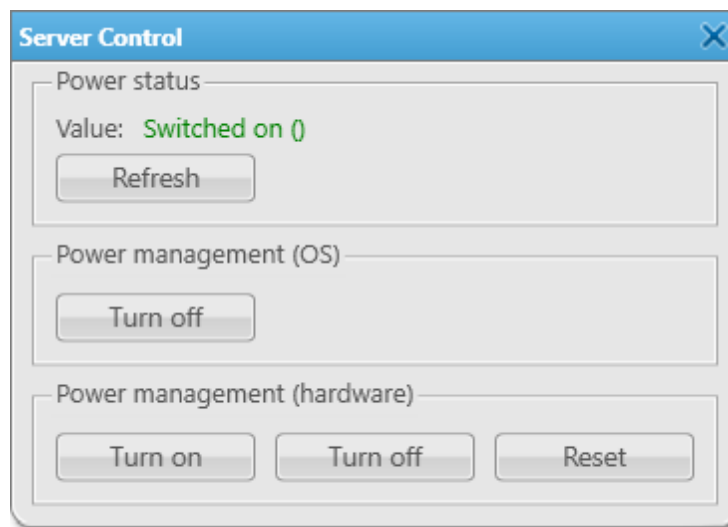 Server Control
Power status
Value: Switched on ()
Refresh
Power management (OS)
Turn off
Power management (hardware)
Turn on Turn off Reset